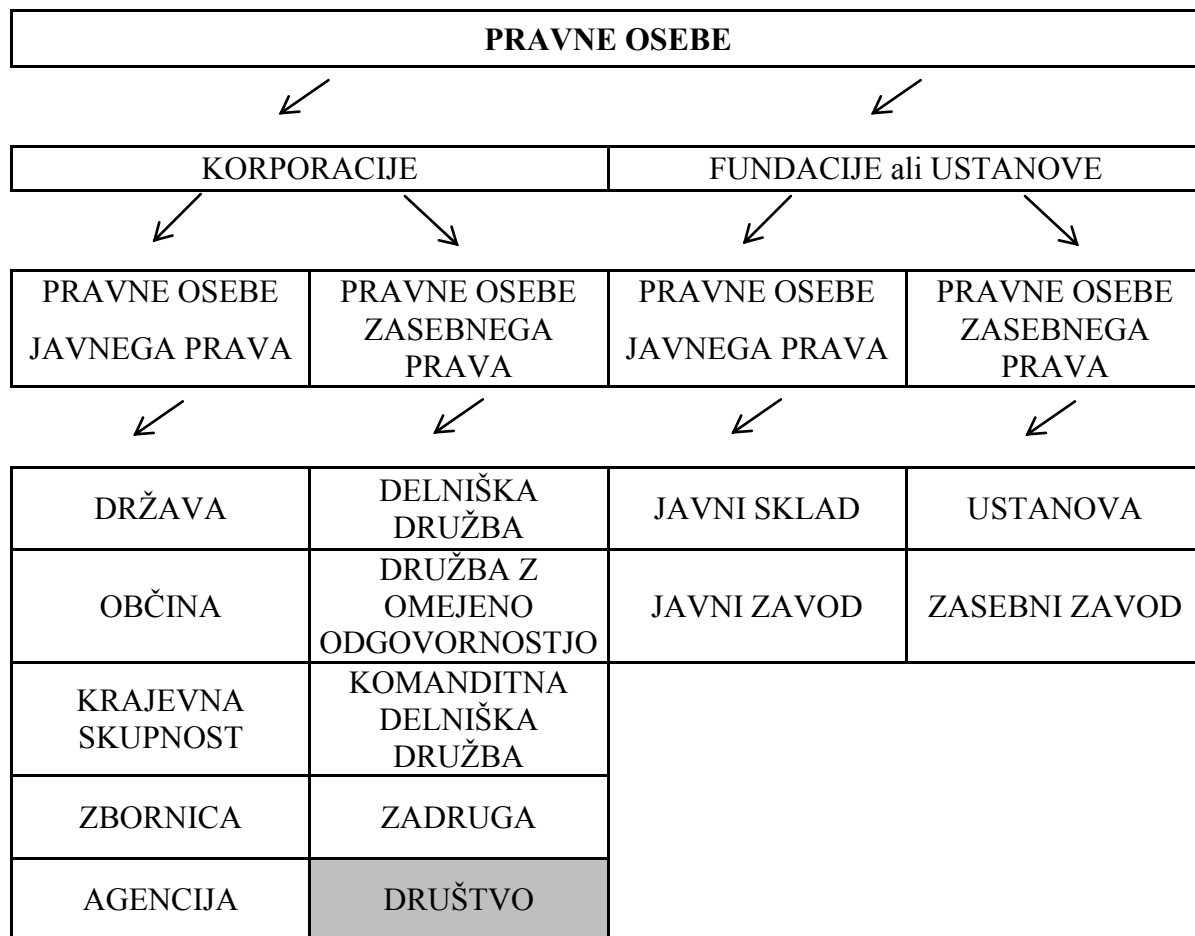 PRAVNE OSEBE
KORPORACIJE
FUNDACIJE ali USTANOVE
PRAVNE OSEBE
JAVNEGA PRAVA
PRAVNE OSEBE
ZASEBNEGA
PRAVA
PRAVNE OSEBE
JAVNEGA PRAVA
PRAVNE OSEBE
ZASEBNEGA
PRAVA
DRŽAVA
DELNIŠKA
DRUŽBA
JAVNI SKLAD
USTANOVA
OBČINA
DRUŽBA Z
OMEJENO
ODGOVORNOSTJO
JAVNI ZAVOD
ZASEBNI ZAVOD
KRAJEVNA
SKUPNOST
KOMANDITNA
DELNIŠKA
DRUŽBA
ZBORNICA
ZADRUGA
AGENCIJA
DRUŠTVO